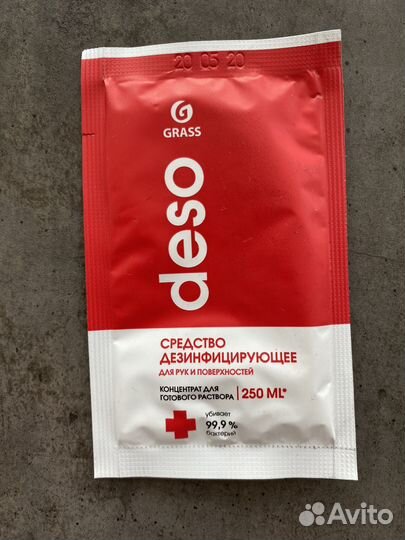 20 05 20
GRASS
deso
СРЕДСТВО
ДЕЗИНФИЦИРУЮЩЕЕ
ДЛЯ РУК И ПОВЕРХНОСТЕЙ
КОНЦЕНТРАТ ДЛЯ
ГОТОВОГО РАСТВОРА | 250 ML*
убивает
99,9 %
бактерий
Avito